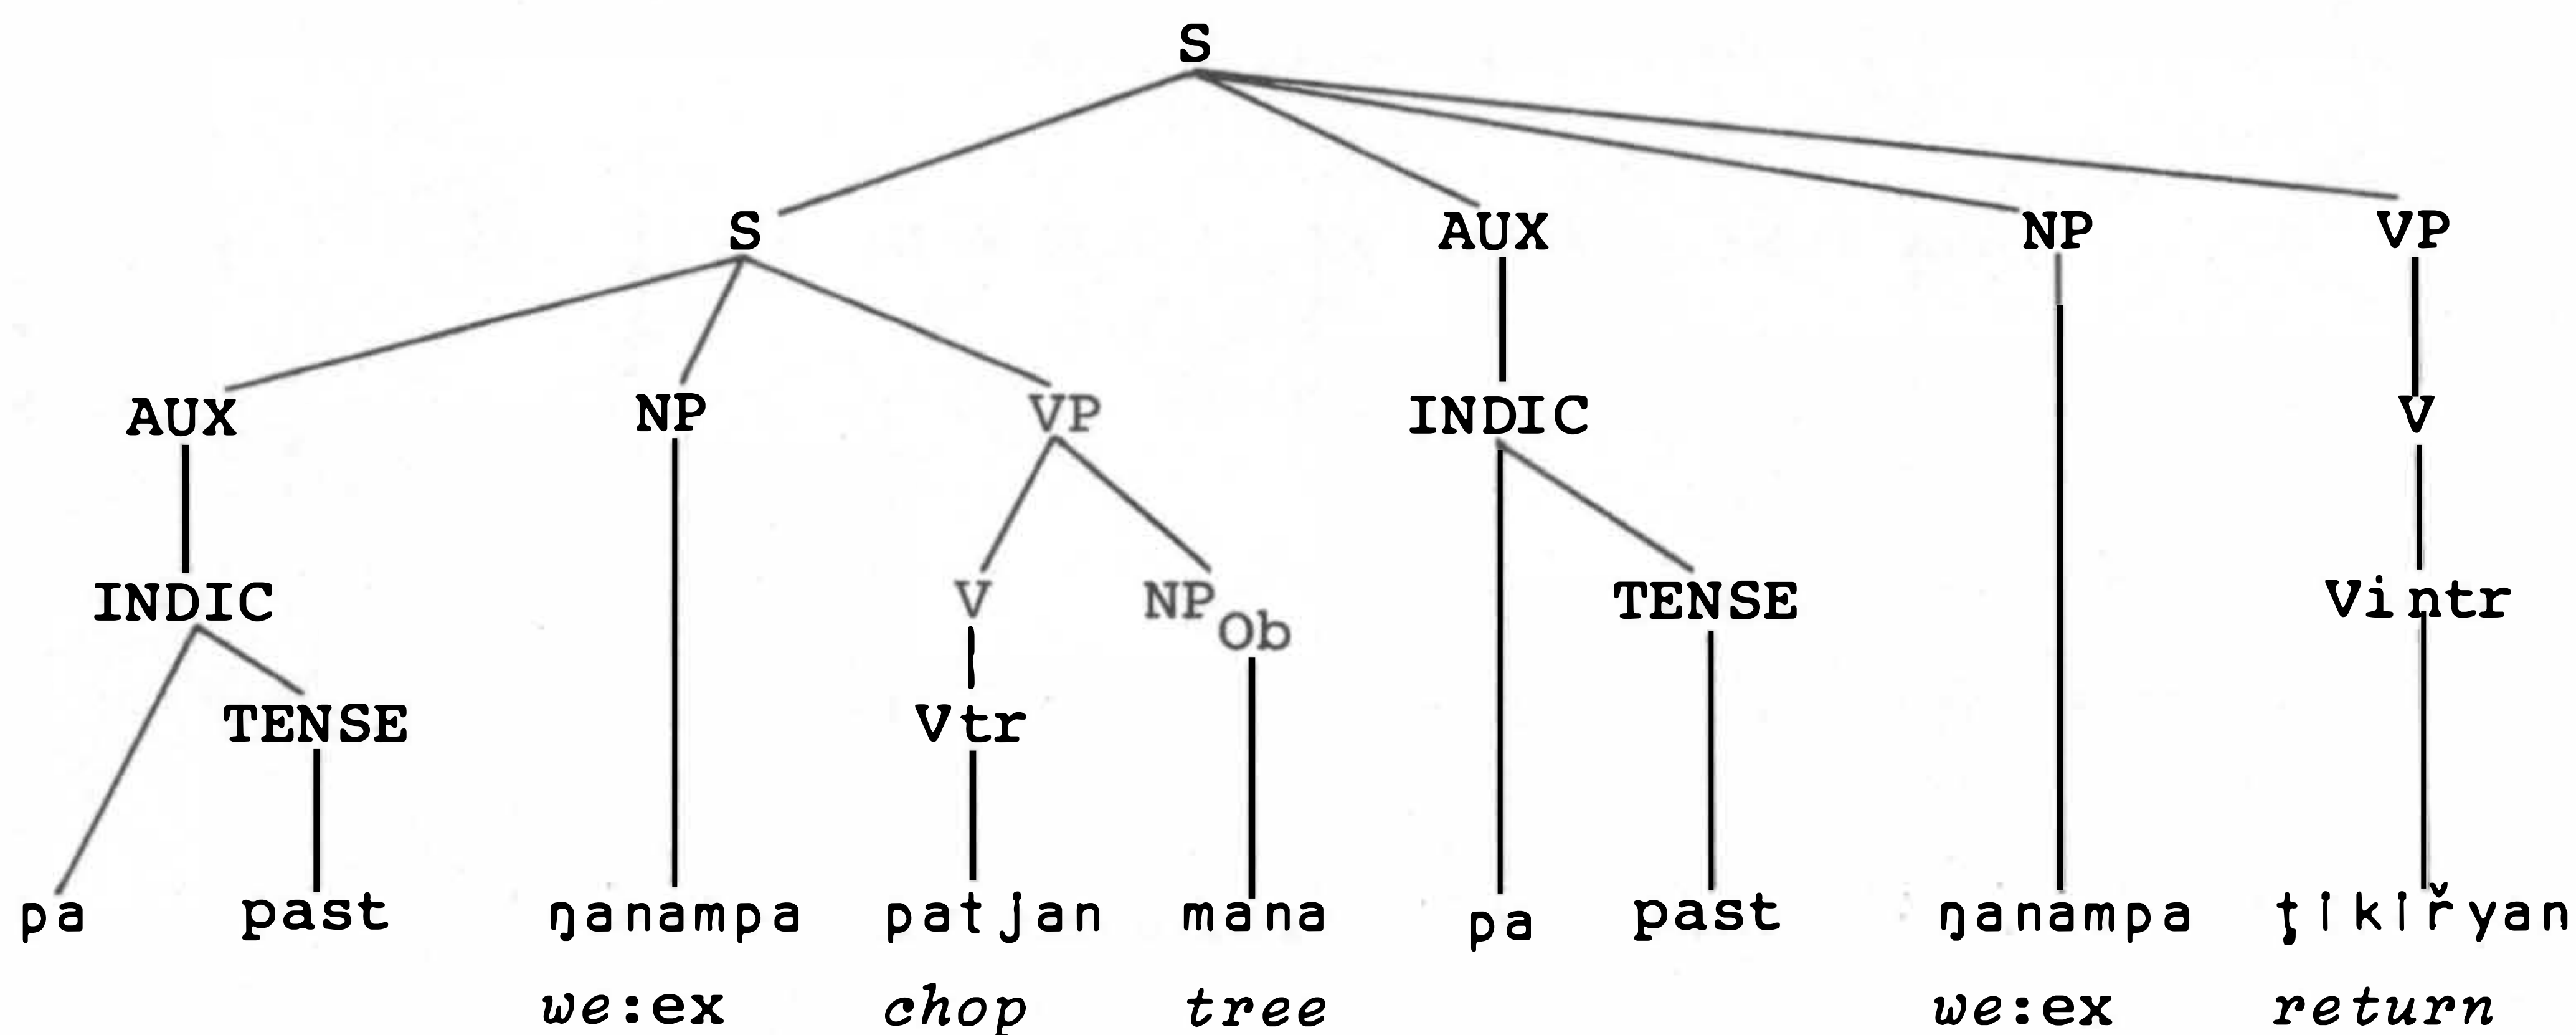 S
S AUX NP VP
AUX NP VP INDIC V
INDIC V NP Ob TENSE Vintr
TENSE Vtr
pa past ŋanampa patjan mana pa past ŋanampa ţikiřyan
we:ex chop tree we:ex return